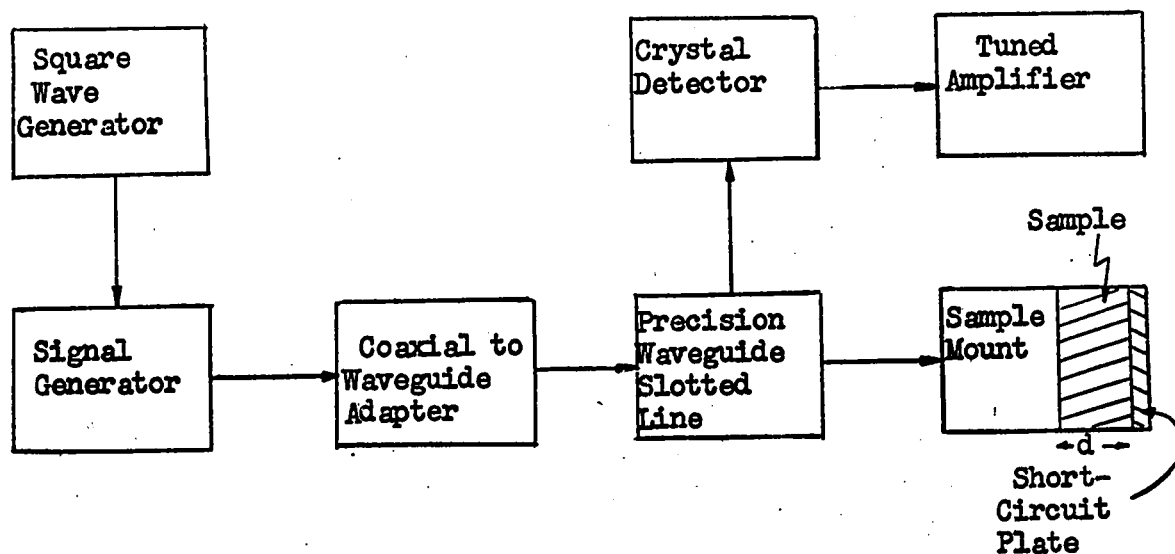 Square
Wave
Generator
Crystal
Detector
Tuned
Amplifier
Sample
Signal
Generator
Coaxial to
Waveguide
Adapter
Precision
Waveguide
Slotted
Line
Sample
Mount
d
Short-
Circuit
Plate